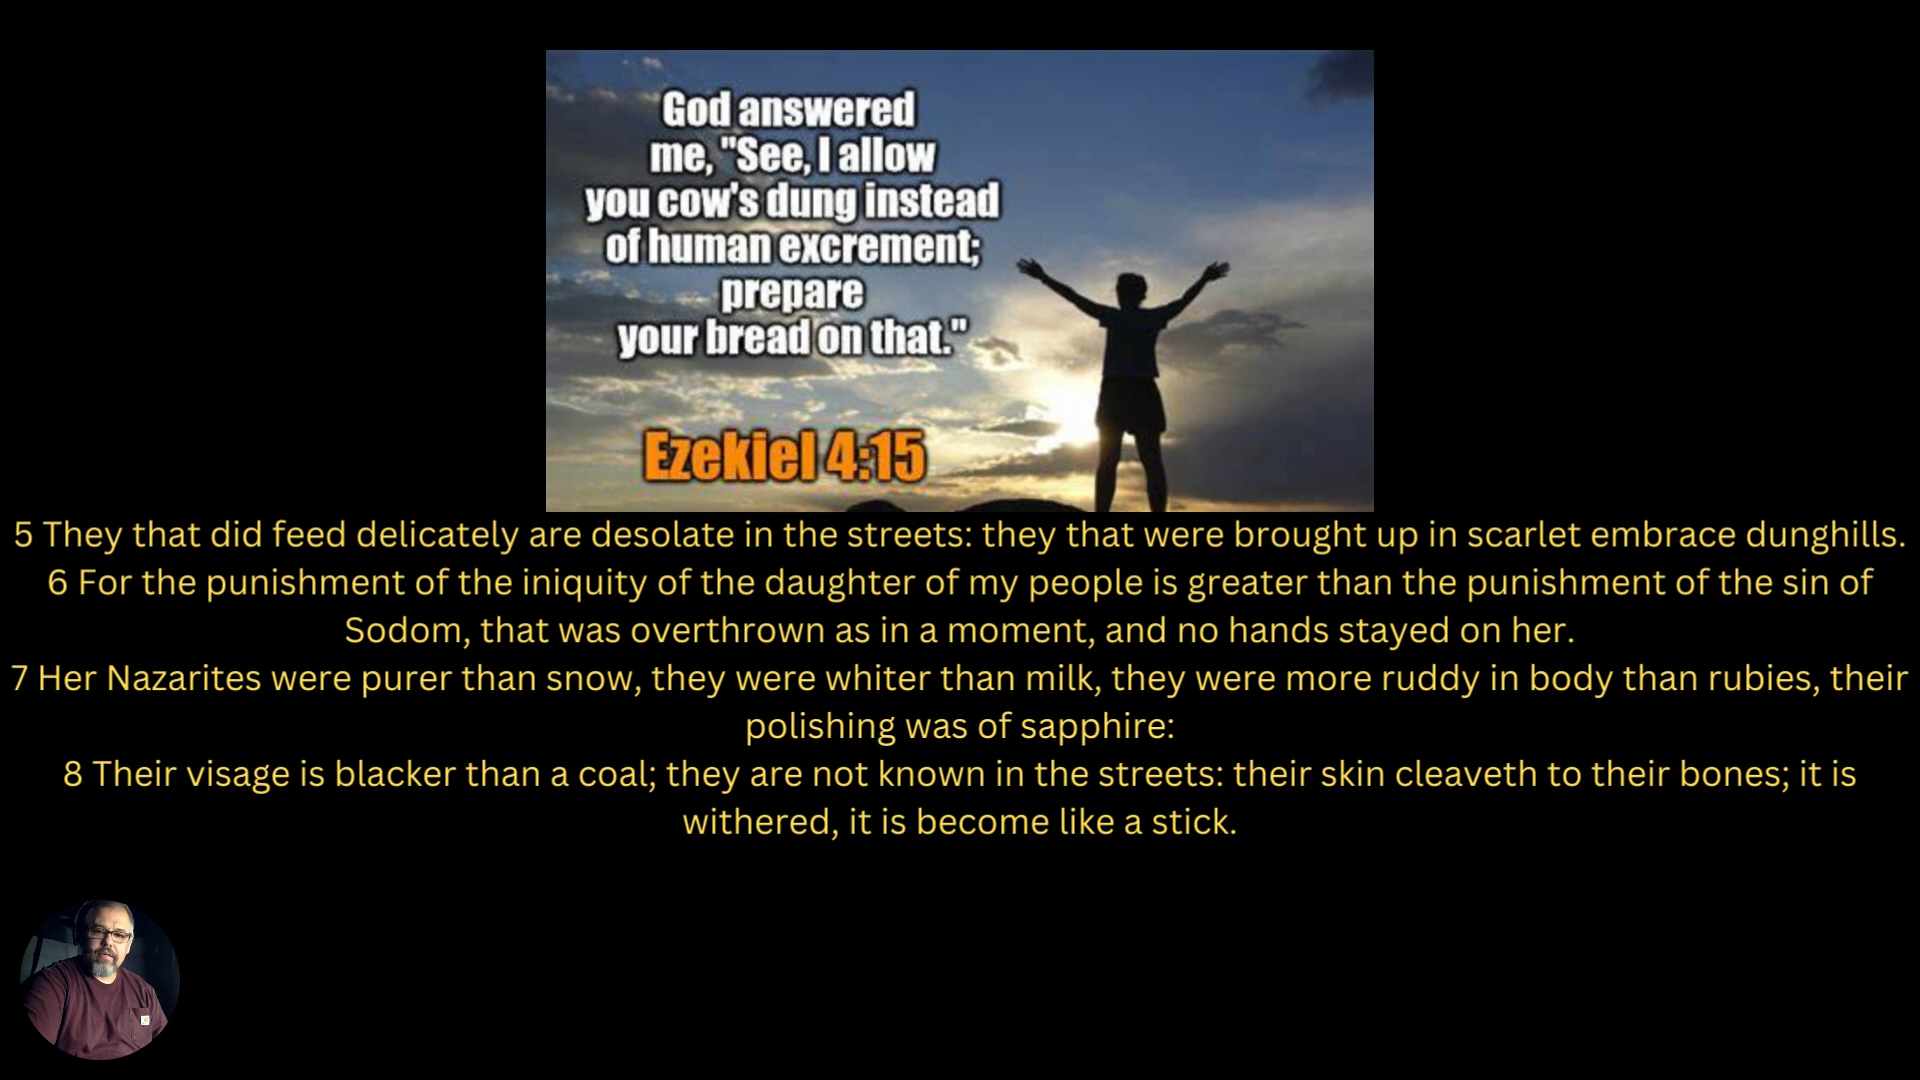 God answered
me, "See, I allow
you cow's dung instead
of human excrement;
prepare
your bread on that."
Ezekiel 4:15
5 They that did feed delicately are desolate in the streets: they that were brought up in scarlet embrace dunghills.
6 For the punishment of the iniquity of the daughter of my people is greater than the punishment of the sin of
Sodom, that was overthrown as in a moment, and no hands stayed on her.
7 Her Nazarites were purer than snow, they were whiter than milk, they were more ruddy in body than rubies, their
polishing was of sapphire:
8 Their visage is blacker than a coal; they are not known in the streets: their skin cleaveth to their bones; it is
withered, it is become like a stick.